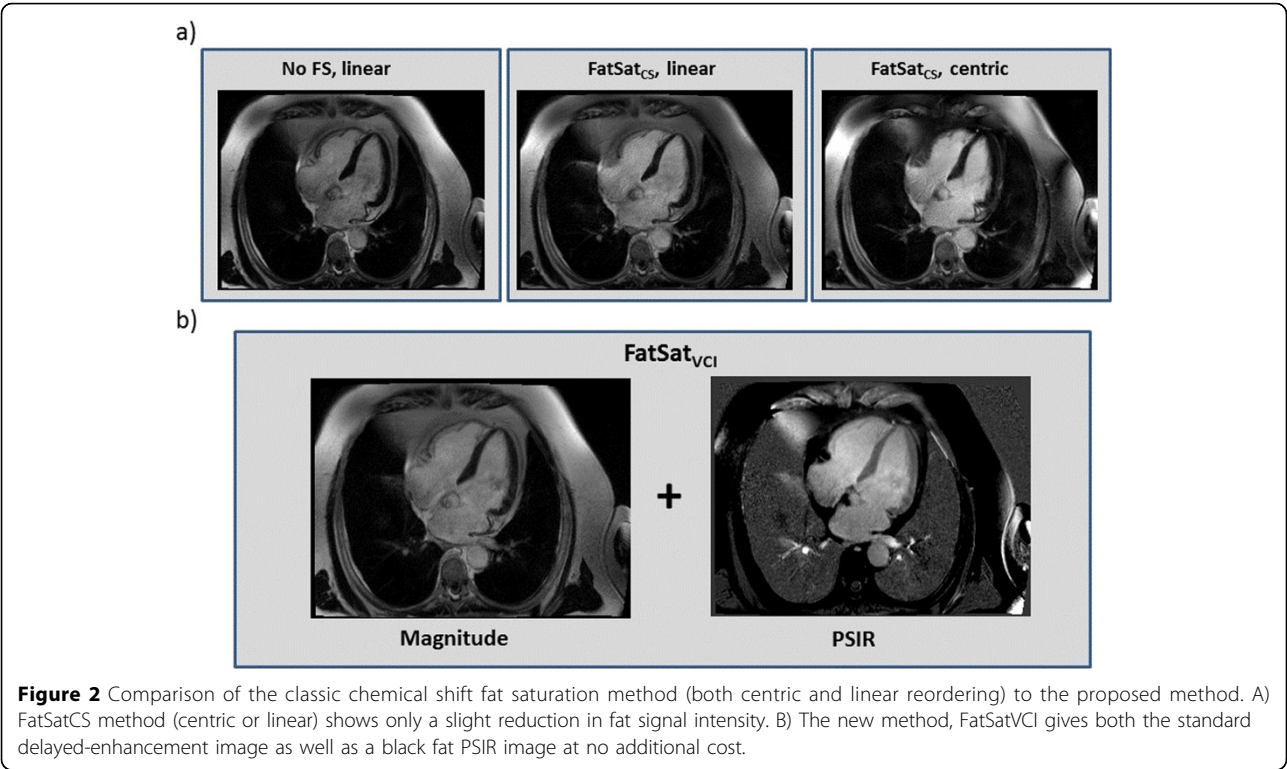 a)
No FS, linear
FatSatCS, linear
FatSatCS, centric
b)
FatSatVCI
+
Magnitude
PSIR
Figure 2 Comparison of the classic chemical shift fat saturation method (both centric and linear reordering) to the proposed method. A)
FatSatCS method (centric or linear) shows only a slight reduction in fat signal intensity. B) The new method, FatSatVCI gives both the standard
delayed-enhancement image as well as a black fat PSIR image at no additional cost.